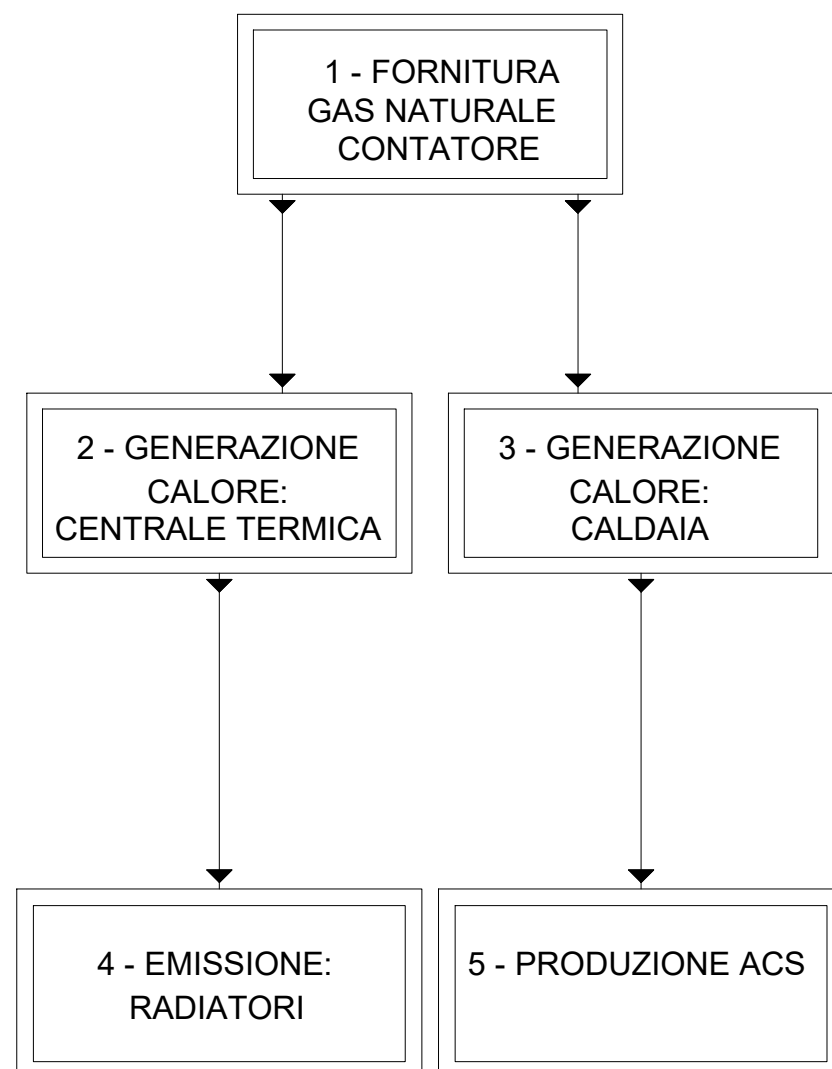 1 - FORNITURA
GAS NATURALE
CONTATORE
2 - GENERAZIONE
CALORE:
CENTRALE TERMICA
3 - GENERAZIONE
CALORE:
CALDAIA
4 - EMISSIONE:
RADIATORI
5 - PRODUZIONE ACS